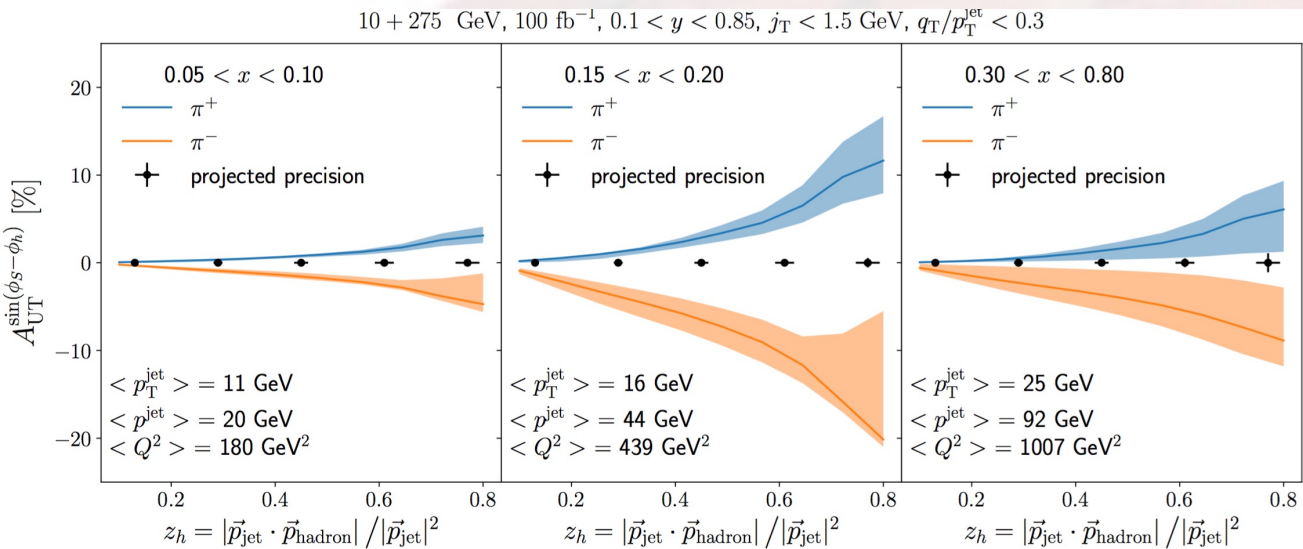 10 + 275 GeV, 100 fb⁻¹, 0.1 < y < 0.85, j_T < 1.5 GeV, q_T/p_T^jet < 0.3
A_UT^sin(φ_S−φ_h) [%]
20
10
0
−10
−20
0.05 < x < 0.10
π⁺
π⁻
projected precision
< p_T^jet > = 11 GeV
< p^jet > = 20 GeV
< Q² > = 180 GeV²
0.2 0.4 0.6 0.8
z_h = |p⃗_jet · p⃗_hadron| / |p⃗_jet|²
0.15 < x < 0.20
π⁺
π⁻
projected precision
< p_T^jet > = 16 GeV
< p^jet > = 44 GeV
< Q² > = 439 GeV²
0.2 0.4 0.6 0.8
z_h = |p⃗_jet · p⃗_hadron| / |p⃗_jet|²
0.30 < x < 0.80
π⁺
π⁻
projected precision
< p_T^jet > = 25 GeV
< p^jet > = 92 GeV
< Q² > = 1007 GeV²
0.2 0.4 0.6 0.8
z_h = |p⃗_jet · p⃗_hadron| / |p⃗_jet|²